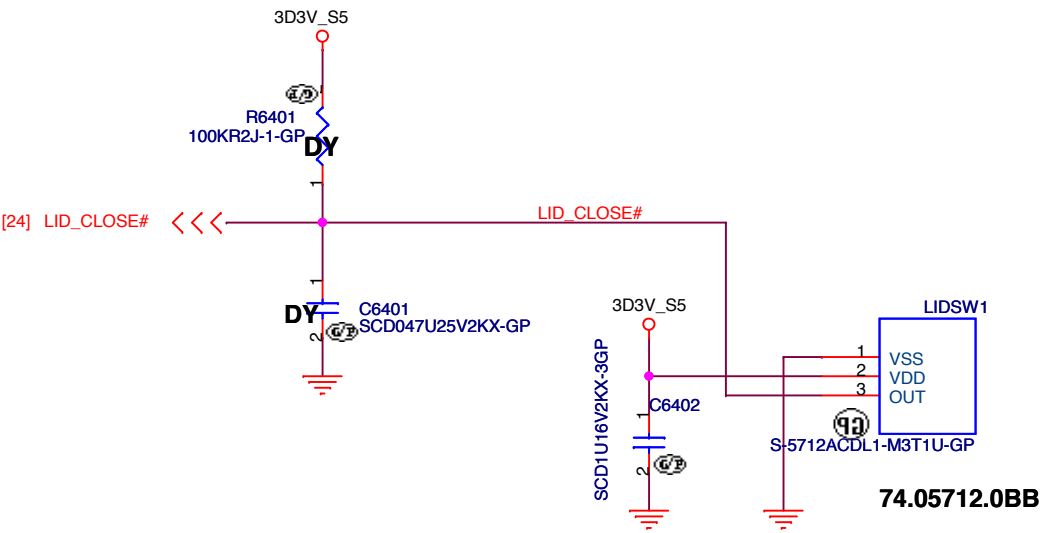 3D3V_S5
G/P
R6401
100KR2J-1-GP
DY
1
[24] LID_CLOSE#
LID_CLOSE#
1
DY
C6401
SCD047U25V2KX-GP
2
G/P
3D3V_S5
LIDSW1
SCD1U16V2KX-3GP
1
VSS
2
VDD
3
OUT
C6402
1
GP
2
G/P
S-5712ACDL1-M3T1U-GP
74.05712.0BB